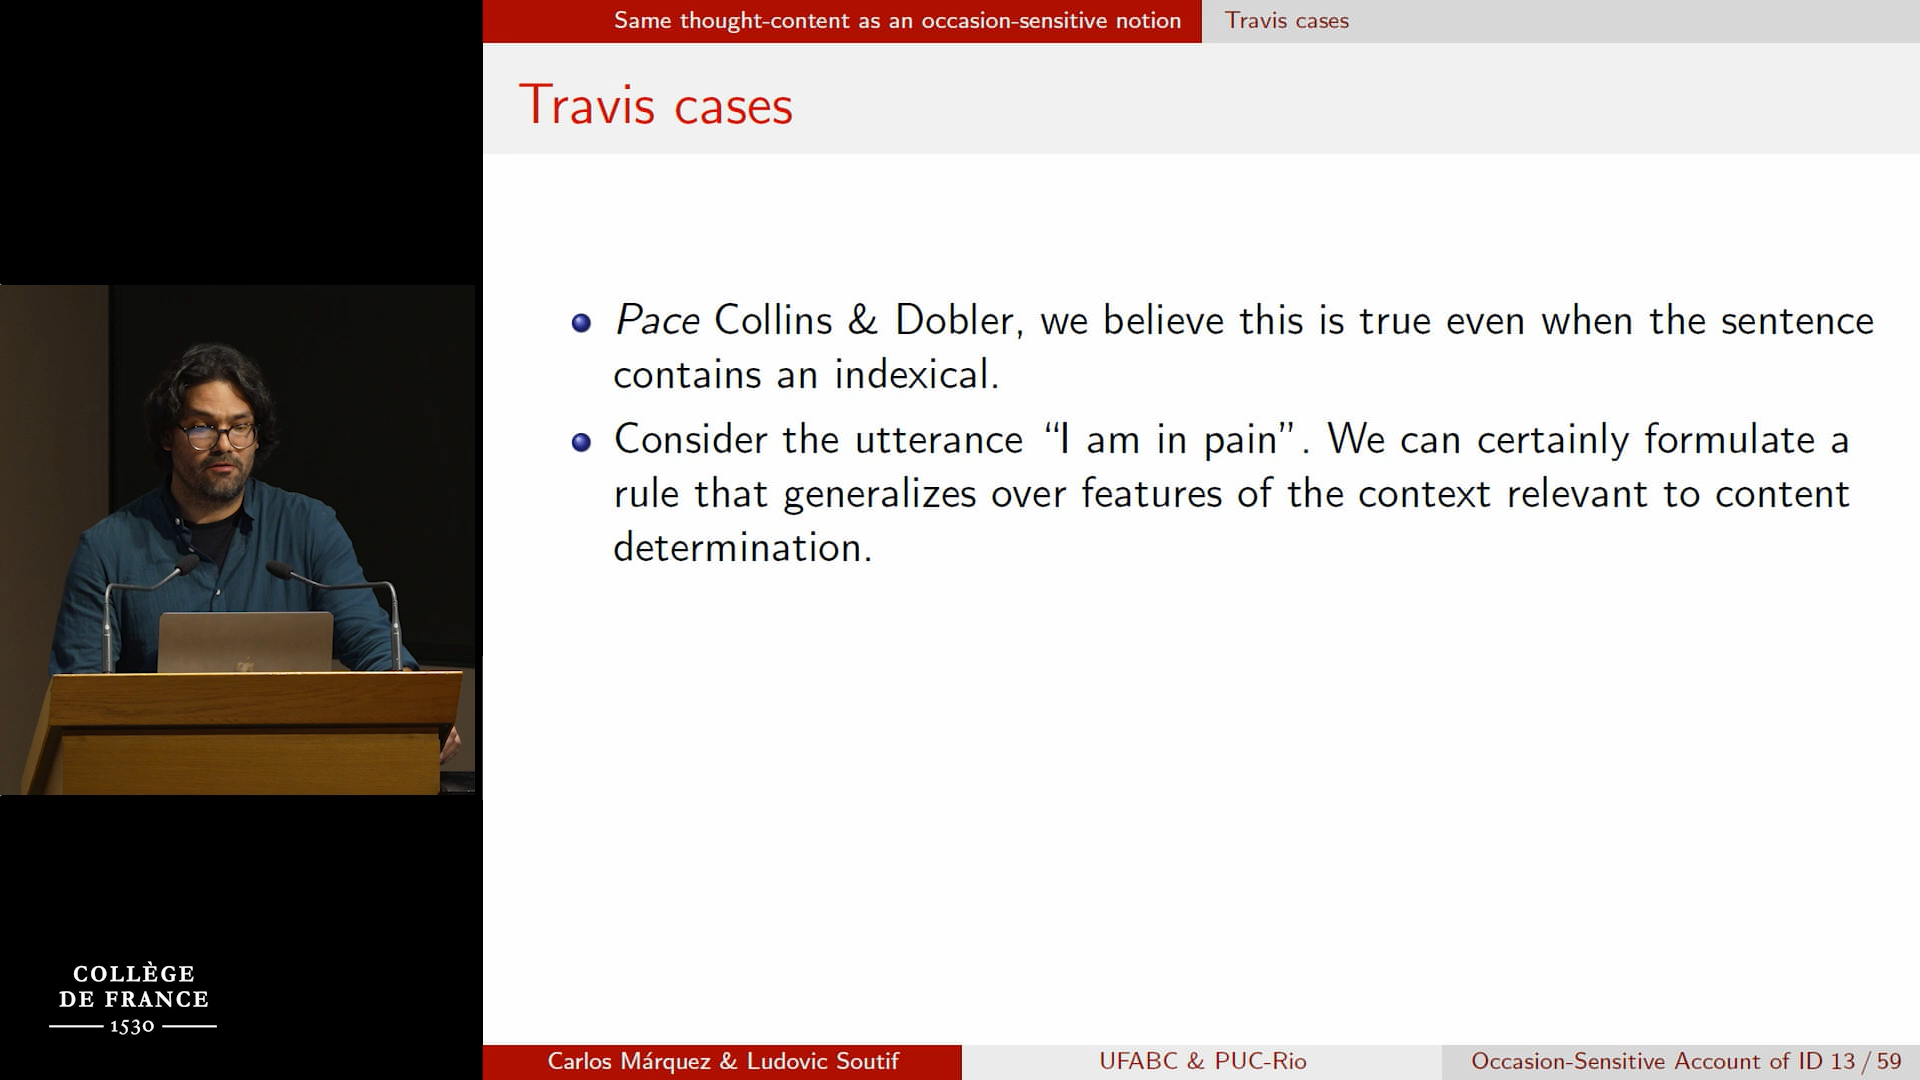 Same thought-content as an occasion-sensitive notion Travis cases
Travis cases
Pace Collins & Dobler, we believe this is true even when the sentence
contains an indexical.
Consider the utterance “I am in pain”. We can certainly formulate a
rule that generalizes over features of the context relevant to content
determination.
COLLÈGE
DE FRANCE
1530
Carlos Márquez & Ludovic Soutif UFABC & PUC-Rio Occasion-Sensitive Account of ID 13 / 59